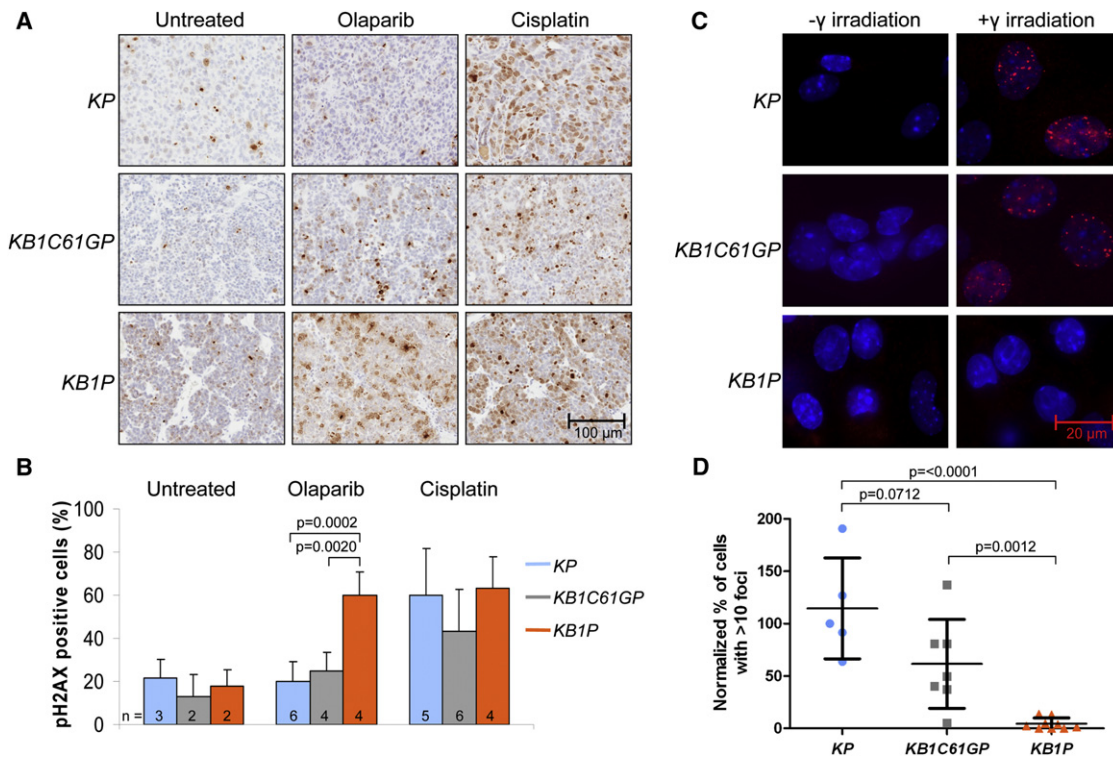 A
Untreated
Olaparib
Cisplatin
KP
KB1C61GP
KB1P
100 µm
B
Untreated
Olaparib
Cisplatin
pH2AX positive cells (%)
100
80
60
40
20
0
p=0.0002
p=0.0020
KP
KB1C61GP
KB1P
n = 3 2 2 6 4 4 5 6 4
C
-γ irradiation
+γ irradiation
KP
KB1C61GP
KB1P
20 µm
D
p=<0.0001
p=0.0712
p=0.0012
Normalized % of cells
with >10 foci
200
150
100
50
0
KP
KB1C61GP
KB1P